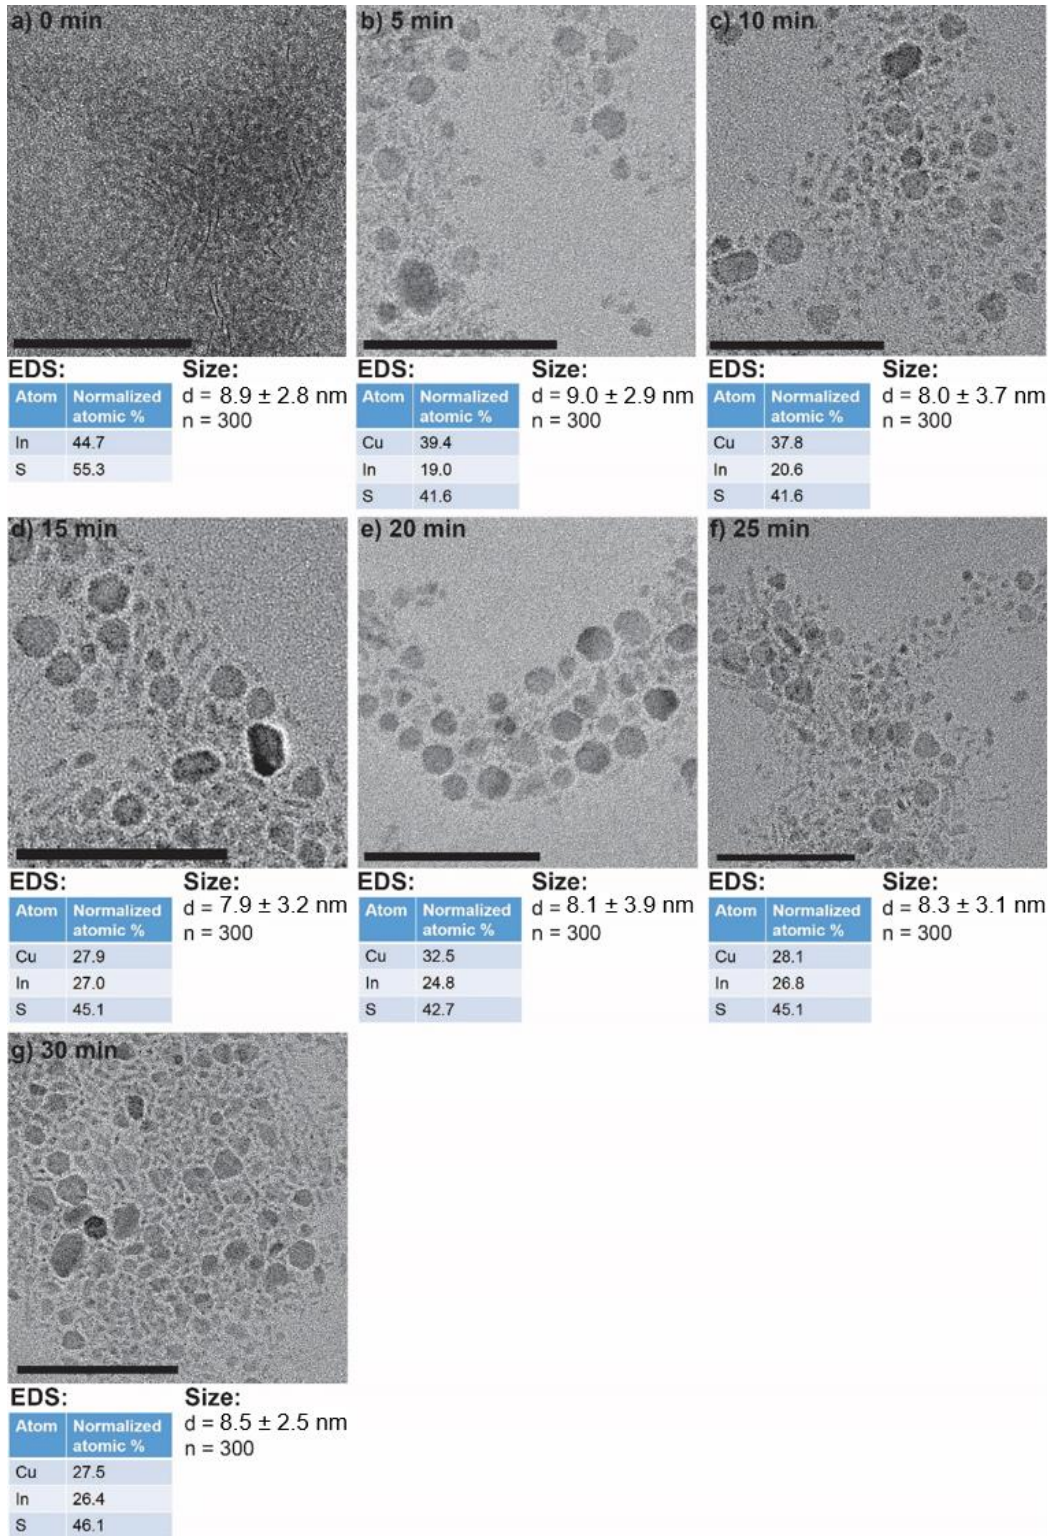 a) 0 min
b) 5 min
c) 10 min
EDS:
Atom Normalized atomic %
In 44.7
S 55.3
Size:
d = 8.9 ± 2.8 nm
n = 300
EDS:
Atom Normalized atomic %
Cu 39.4
In 19.0
S 41.6
Size:
d = 9.0 ± 2.9 nm
n = 300
EDS:
Atom Normalized atomic %
Cu 37.8
In 20.6
S 41.6
Size:
d = 8.0 ± 3.7 nm
n = 300
d) 15 min
e) 20 min
f) 25 min
EDS:
Atom Normalized atomic %
Cu 27.9
In 27.0
S 45.1
Size:
d = 7.9 ± 3.2 nm
n = 300
EDS:
Atom Normalized atomic %
Cu 32.5
In 24.8
S 42.7
Size:
d = 8.1 ± 3.9 nm
n = 300
EDS:
Atom Normalized atomic %
Cu 28.1
In 26.8
S 45.1
Size:
d = 8.3 ± 3.1 nm
n = 300
g) 30 min
EDS:
Atom Normalized atomic %
Cu 27.5
In 26.4
S 46.1
Size:
d = 8.5 ± 2.5 nm
n = 300